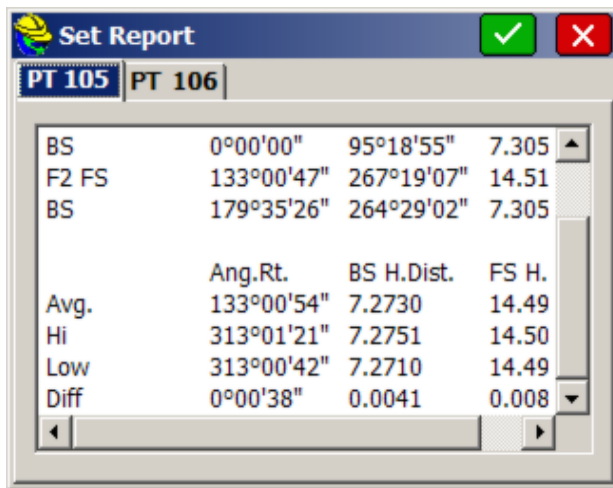 Set Report
PT 105 PT 106
BS 0°00'00" 95°18'55" 7.305
F2 FS 133°00'47" 267°19'07" 14.51
BS 179°35'26" 264°29'02" 7.305
Ang.Rt. BS H.Dist. FS H.
Avg. 133°00'54" 7.2730 14.49
Hi 313°01'21" 7.2751 14.50
Low 313°00'42" 7.2710 14.49
Diff 0°00'38" 0.0041 0.008